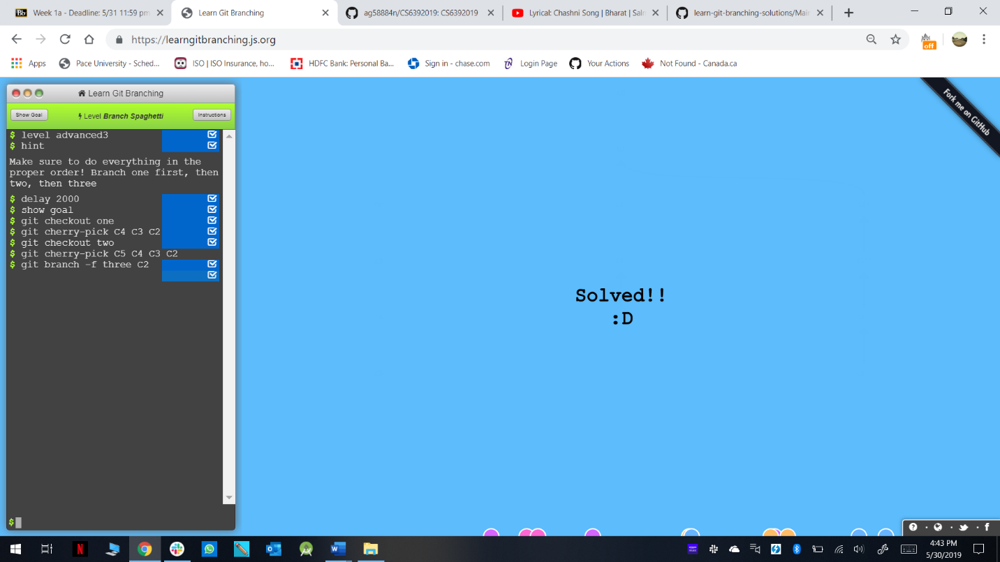 Bb Week 1a - Deadline: 5/31 11:59 pm
Learn Git Branching
ag58884n/CS6392019: CS6392019
Lyrical: Chashni Song | Bharat | Saln
learn-git-branching-solutions/Mair
https://learngitbranching.js.org
off
Apps
Pace University - Sched...
ISO | ISO Insurance, ho...
HDFC Bank: Personal Ba...
Sign in - chase.com
Login Page
Your Actions
Not Found - Canada.ca
Learn Git Branching
Show Goal
Level Branch Spaghetti
Instructions
Fork me on GitHub
$ level advanced3
$ hint
Make sure to do everything in the
proper order! Branch one first, then
two, then three
$ delay 2000
$ show goal
$ git checkout one
$ git cherry-pick C4 C3 C2
$ git checkout two
$ git cherry-pick C5 C4 C3 C2
$ git branch -f three C2
Solved!!
:D
$
4:43 PM
5/30/2019